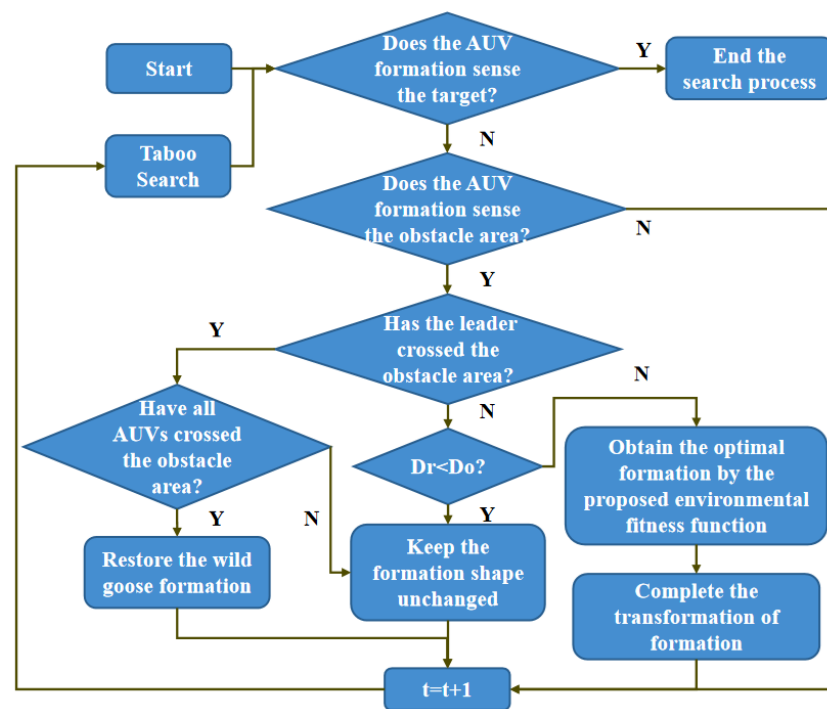 Does the AUV
formation sense
the target?
Y
End the
search process
Start
N
Taboo
Search
Does the AUV
formation sense
the obstacle area?
N
Y
Has the leader
crossed the
obstacle area?
Y
N
N
Have all
AUVs crossed
the obstacle
area?
Dr<Do?
Obtain the optimal
formation by the
proposed environmental
fitness function
Y
N
Y
Restore the wild
goose formation
Keep the
formation shape
unchanged
Complete the
transformation of
formation
t=t+1